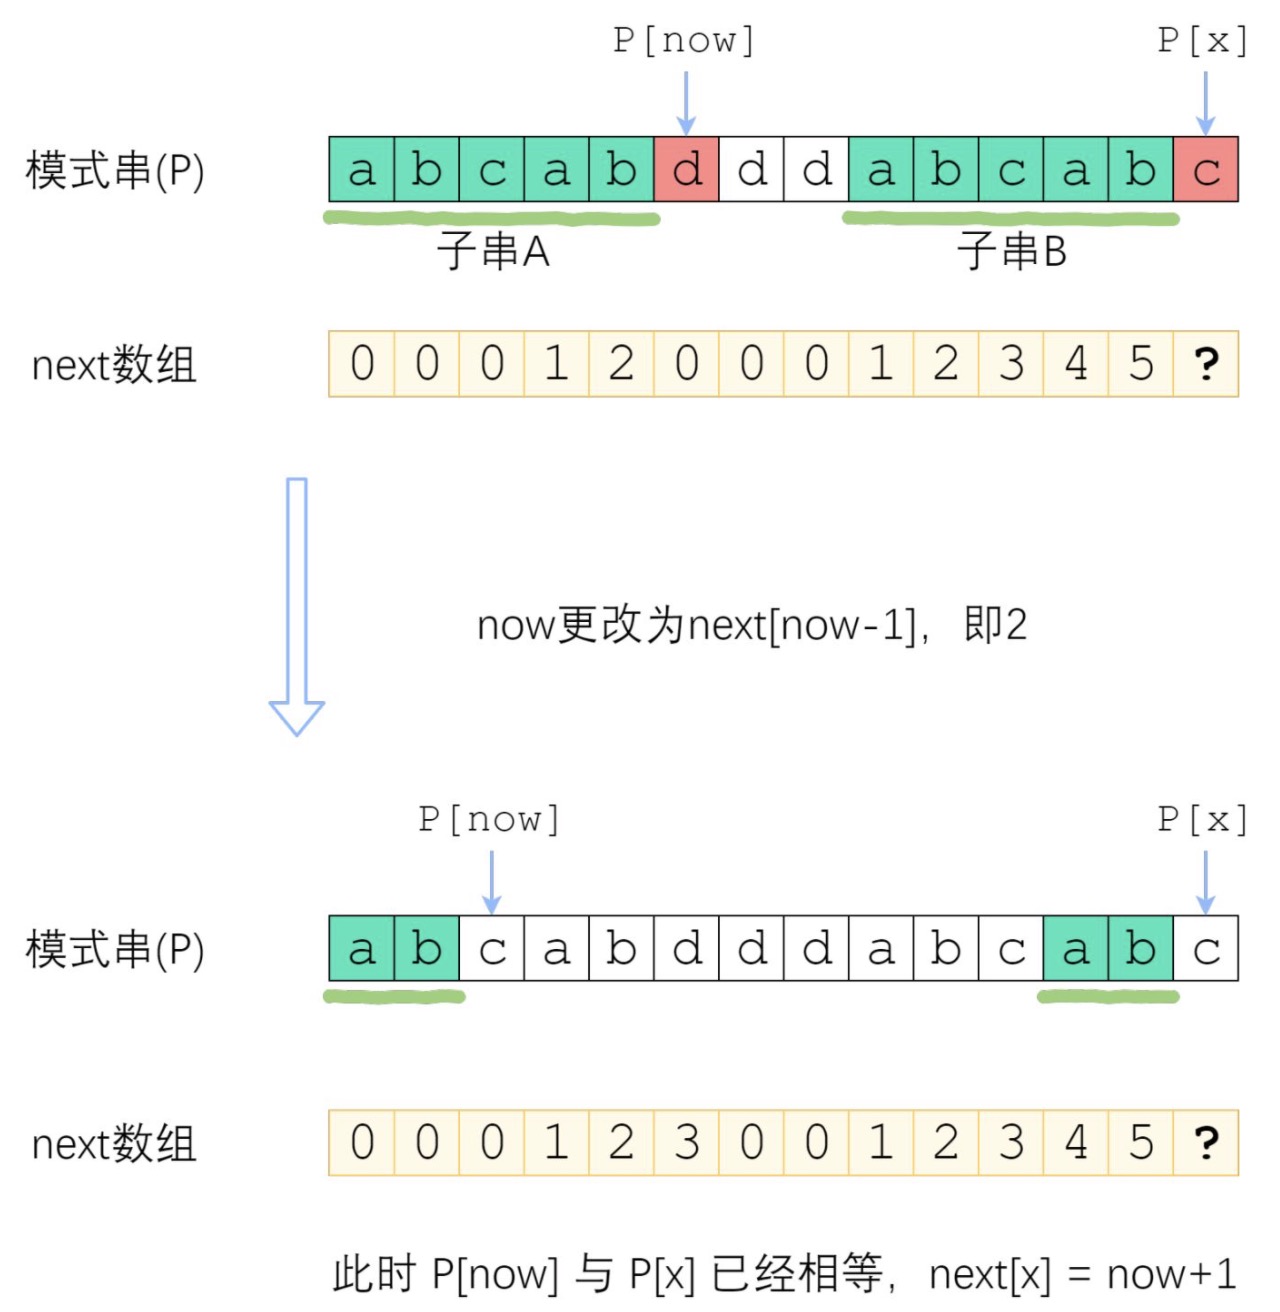 P[now] P[x]
模式串(P) a b c a b d d d a b c a b c
子串A 子串B
next数组 0 0 0 1 2 0 0 0 1 2 3 4 5 ?
now更改为next[now-1]，即2
P[now] P[x]
模式串(P) a b c a b d d d a b c a b c
next数组 0 0 0 1 2 3 0 0 1 2 3 4 5 ?
此时 P[now] 与 P[x] 已经相等，next[x] = now+1